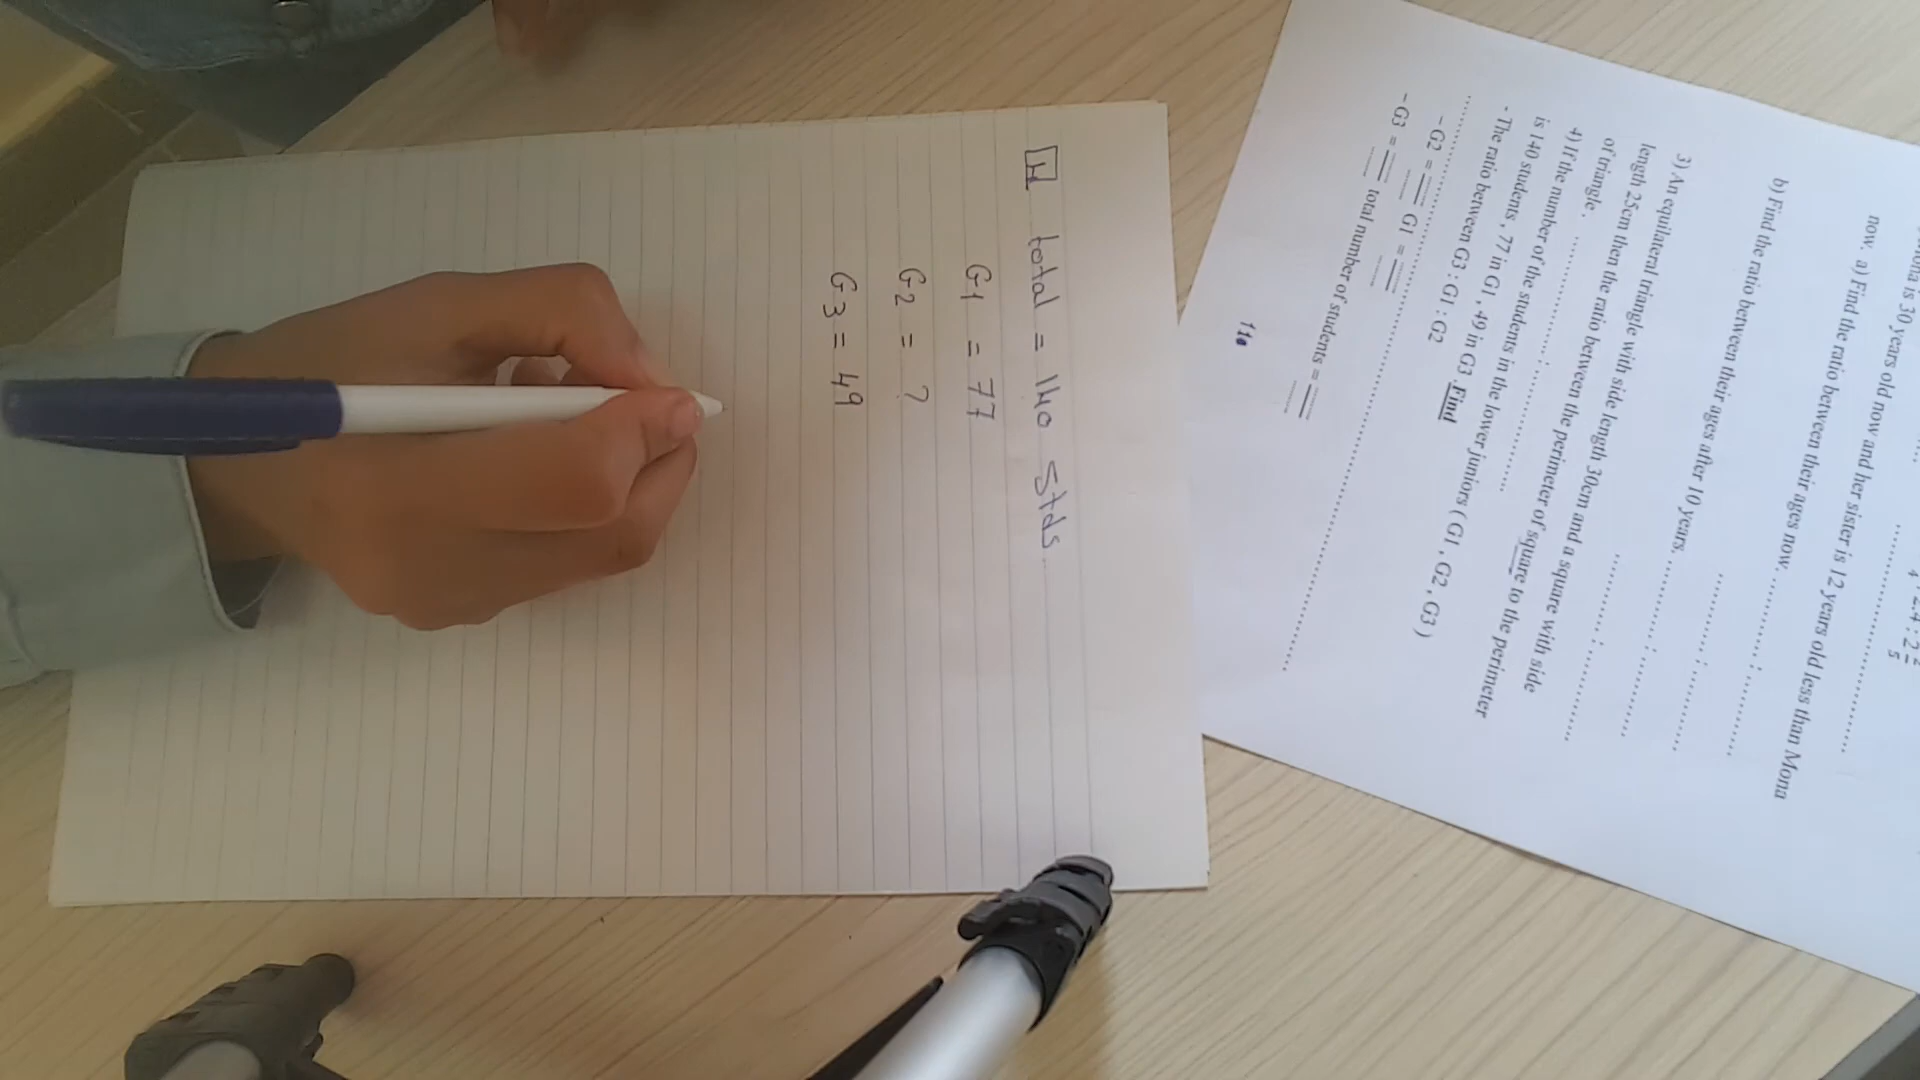 now. a) Find the ratio between their ages now.
b) Find the ratio between their ages after 10 years.
3) An equilateral triangle with side length 30cm and a square with side
length 25cm then the ratio between the perimeter of square to the perimeter
of triangle.
4) If the number of the students in the lower juniors ( G1 , G2 , G3 )
is 140 students , 77 in G1 , 49 in G3 Find
- The ratio between G3 : G1 : G2
- G2 = G1 =
- G3 = total number of students =
4 total = 140 stds.
G1 = 77
G2 = ?
G3 = 49